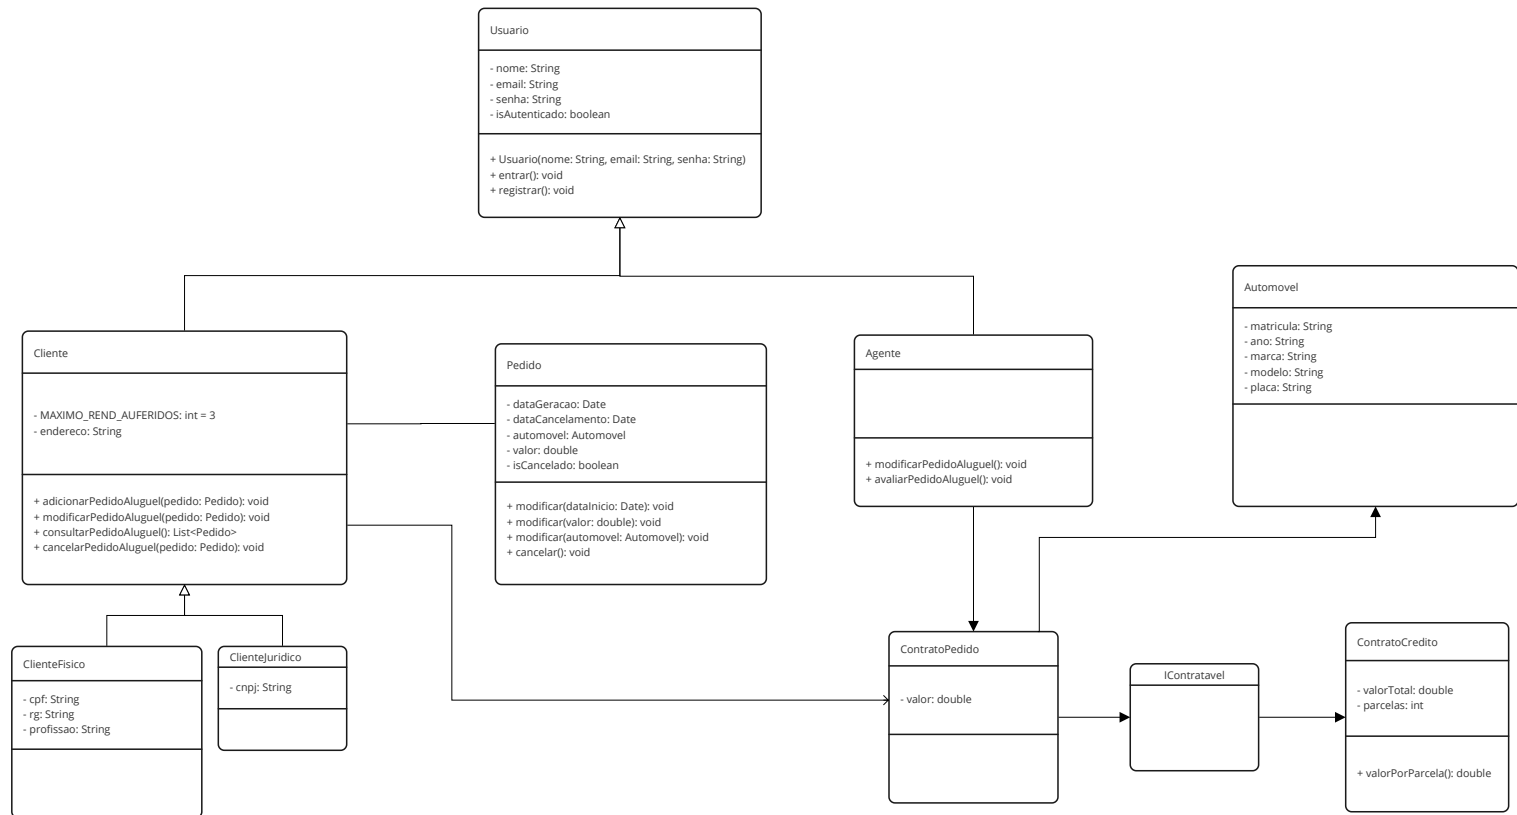 Usuario
- nome: String
- email: String
- senha: String
- isAutenticado: boolean
+ Usuario(nome: String, email: String, senha: String)
+ entrar(): void
+ registrar(): void
Automovel
- matricula: String
- ano: String
- marca: String
- modelo: String
- placa: String
Cliente
- MAXIMO_REND_AUFERIDOS: int = 3
- endereco: String
+ adicionarPedidoAluguel(pedido: Pedido): void
+ modificarPedidoAluguel(pedido: Pedido): void
+ consultarPedidoAluguel(): List<Pedido>
+ cancelarPedidoAluguel(pedido: Pedido): void
Pedido
- dataGeracao: Date
- dataCancelamento: Date
- automovel: Automovel
- valor: double
- isCancelado: boolean
+ modificar(dataInicio: Date): void
+ modificar(valor: double): void
+ modificar(automovel: Automovel): void
+ cancelar(): void
Agente
+ modificarPedidoAluguel(): void
+ avaliarPedidoAluguel(): void
ClienteFisico
- cpf: String
- rg: String
- profissao: String
ClienteJuridico
- cnpj: String
ContratoPedido
- valor: double
IContratavel
ContratoCredito
- valorTotal: double
- parcelas: int
+ valorPorParcela(): double